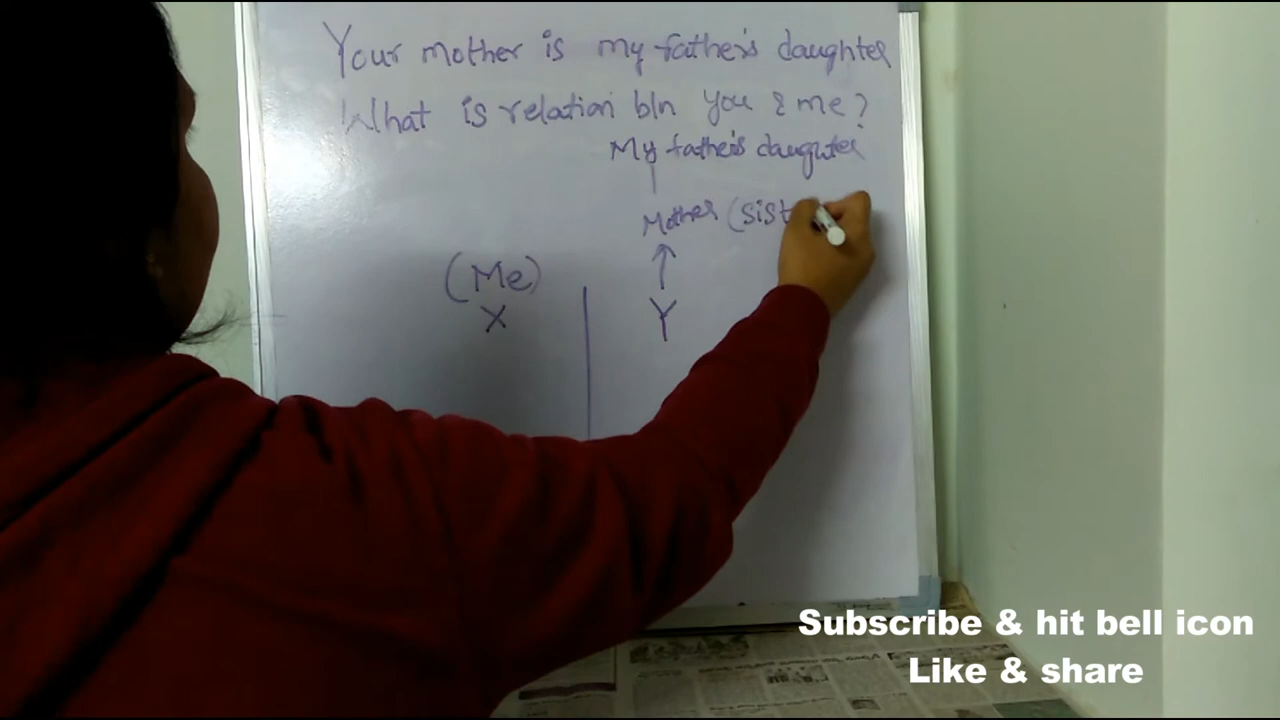 Your mother is my father's daughter
What is relation b/n you & me?
My father's daughter
Mother (sist
(Me)
X
Y
Subscribe & hit bell icon
Like & share